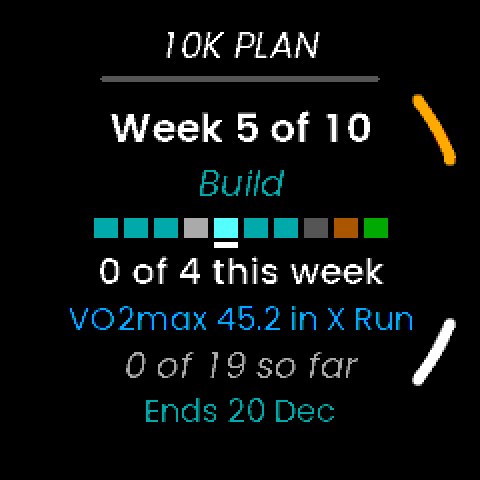 10K PLAN
Week 5 of 10
Build
0 of 4 this week
VO2max 45.2 in X Run
0 of 19 so far
Ends 20 Dec